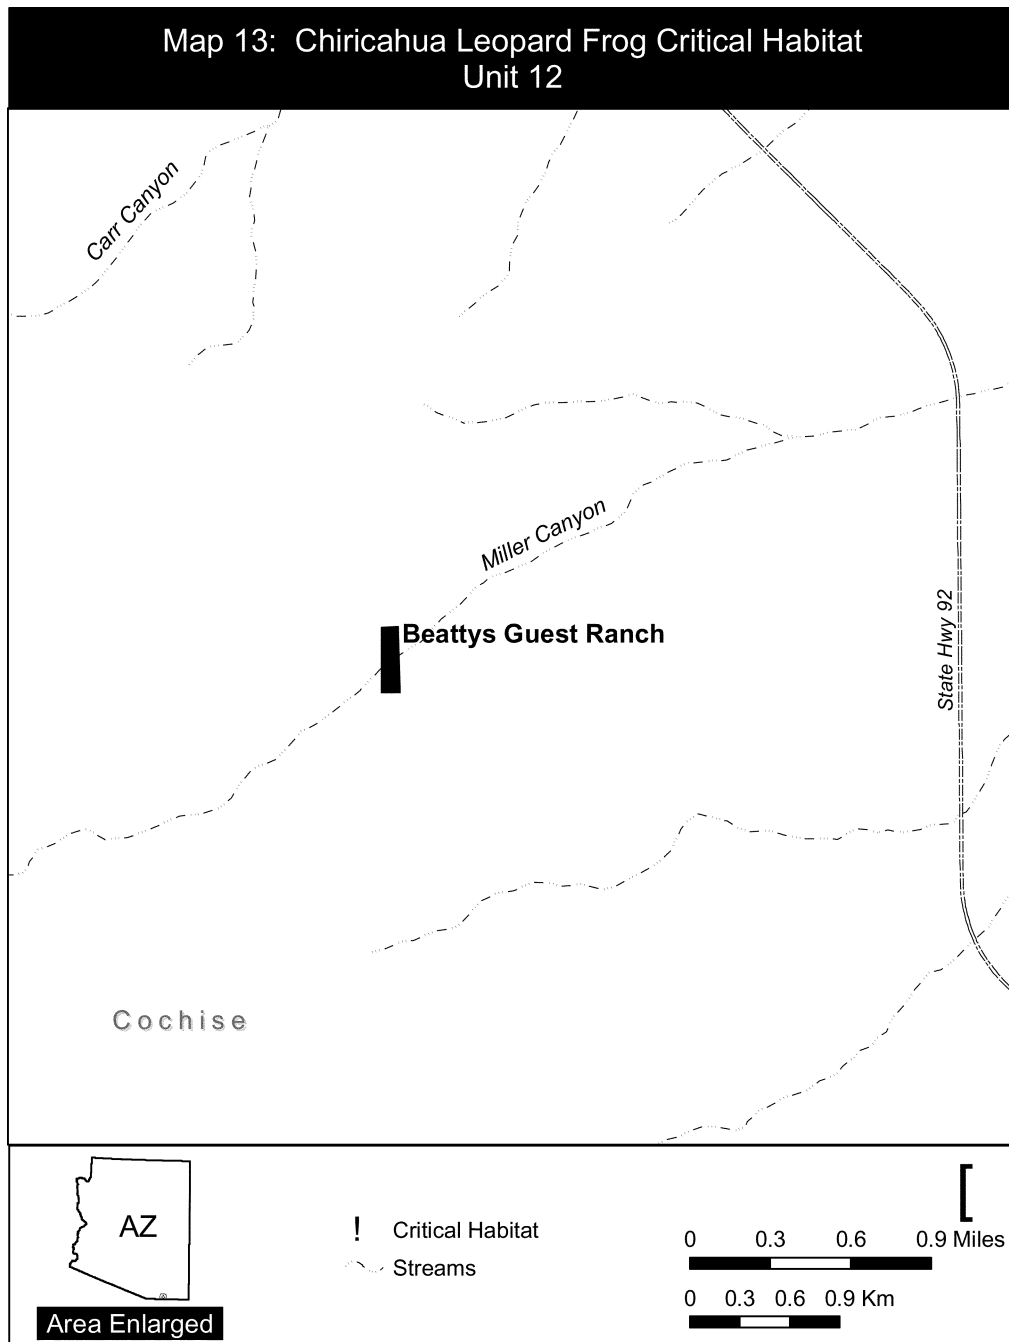 Map 13: Chiricahua Leopard Frog Critical Habitat
Unit 12
Carr Canyon
Miller Canyon
Beattys Guest Ranch
State Hwy 92
Cochise
AZ
Area Enlarged
! Critical Habitat
Streams
[
0 0.3 0.6 0.9 Miles
0 0.3 0.6 0.9 Km